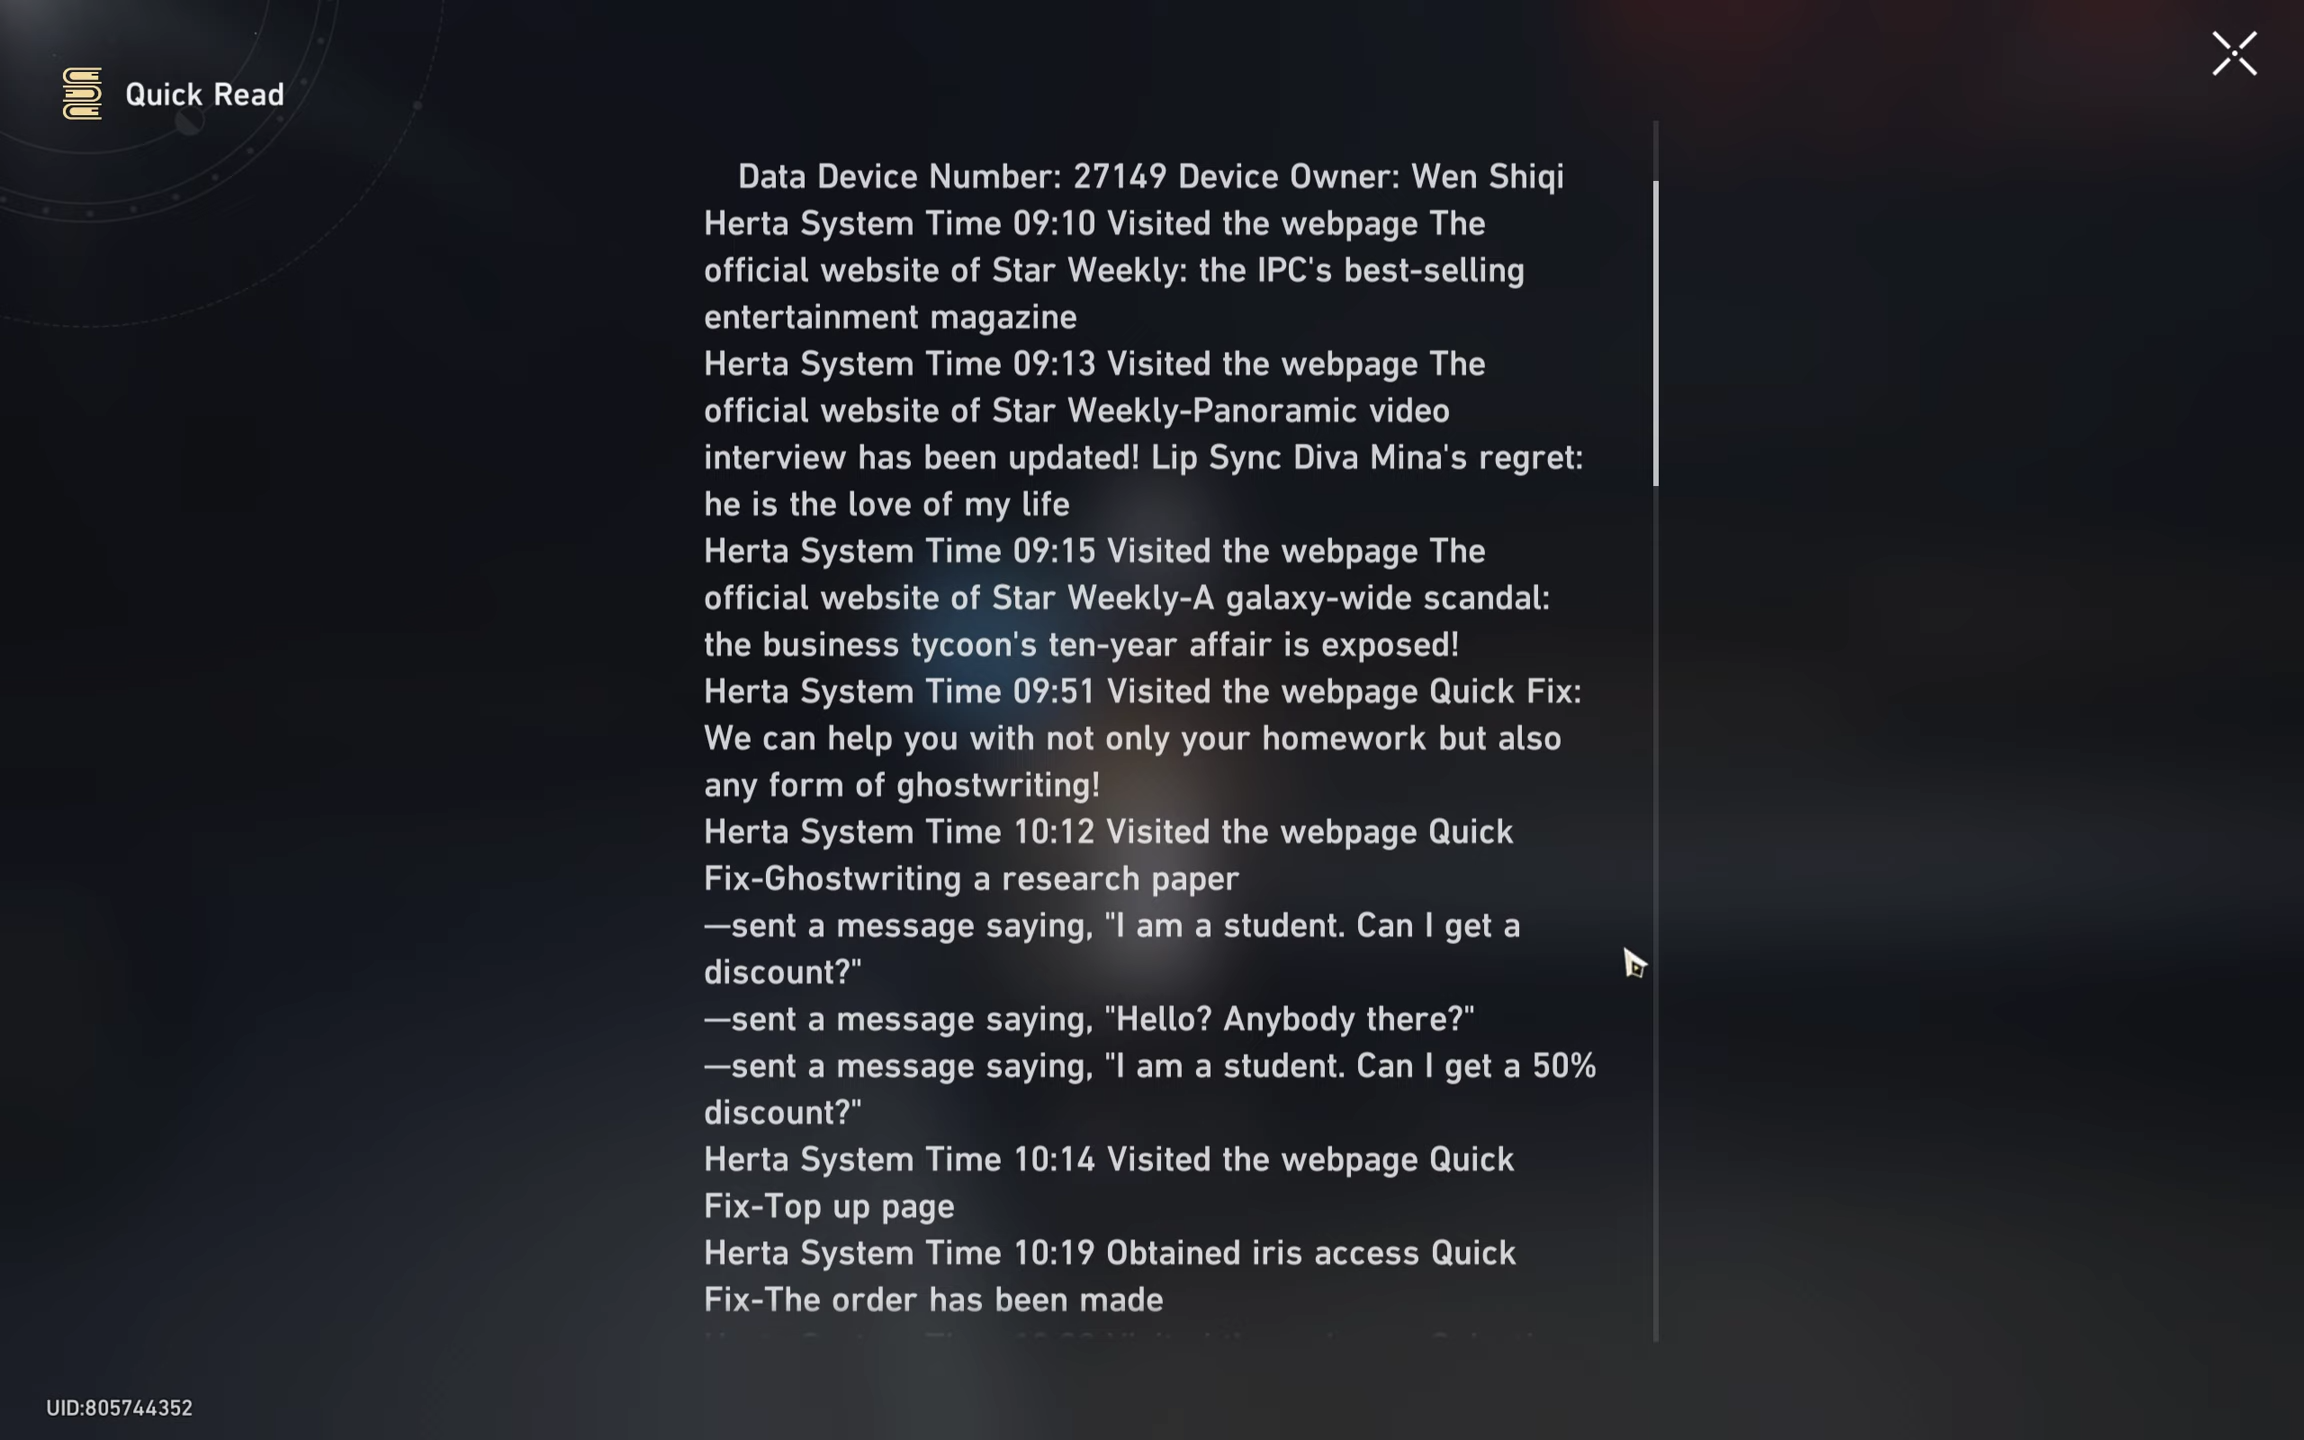 Quick Read
Data Device Number: 27149 Device Owner: Wen Shiqi
Herta System Time 09:10 Visited the webpage The
official website of Star Weekly: the IPC's best-selling
entertainment magazine
Herta System Time 09:13 Visited the webpage The
official website of Star Weekly-Panoramic video
interview has been updated! Lip Sync Diva Mina's regret:
he is the love of my life
Herta System Time 09:15 Visited the webpage The
official website of Star Weekly-A galaxy-wide scandal:
the business tycoon's ten-year affair is exposed!
Herta System Time 09:51 Visited the webpage Quick Fix:
We can help you with not only your homework but also
any form of ghostwriting!
Herta System Time 10:12 Visited the webpage Quick
Fix-Ghostwriting a research paper
—sent a message saying, "I am a student. Can I get a
discount?"
—sent a message saying, "Hello? Anybody there?"
—sent a message saying, "I am a student. Can I get a 50%
discount?"
Herta System Time 10:14 Visited the webpage Quick
Fix-Top up page
Herta System Time 10:19 Obtained iris access Quick
Fix-The order has been made
UID:805744352